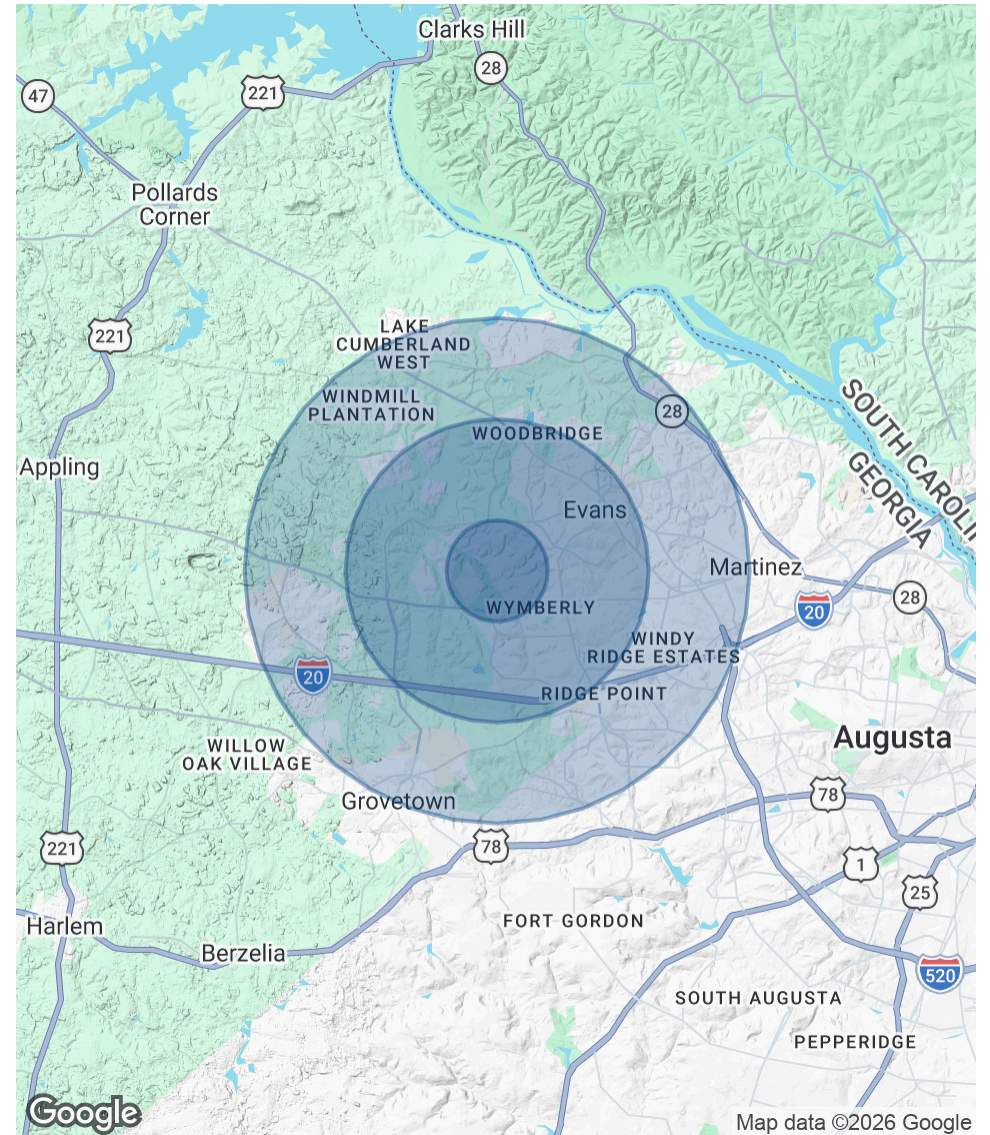 Clarks Hill
28
47
221
Pollards
Corner
221
LAKE
CUMBERLAND
WEST
WINDMILL
PLANTATION
28
WOODBRIDGE
SOUTH CAROLIN
GEORGIA
Appling
Evans
Martinez
28
20
WYMBERLY
WINDY
RIDGE ESTATES
20
RIDGE POINT
WILLOW
OAK VILLAGE
Augusta
Grovetown
78
221
78
1
25
Harlem
FORT GORDON
Berzelia
520
SOUTH AUGUSTA
PEPPERIDGE
Google
Map data ©2026 Google